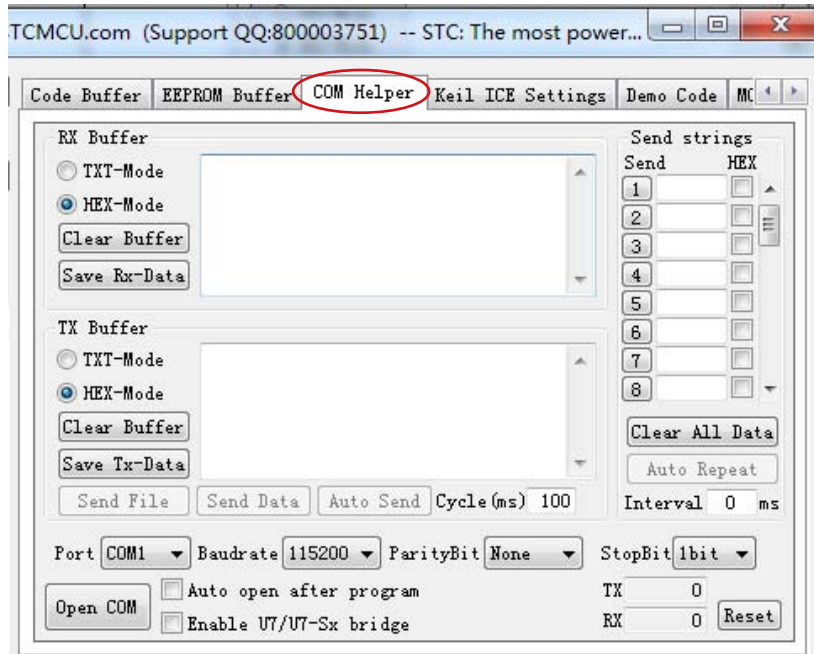 TCMCU.com (Support QQ:800003751) -- STC: The most power...
Code Buffer EEPROM Buffer COM Helper Keil ICE Settings Demo Code
RX Buffer
TXT-Mode
HEX-Mode
Clear Buffer
Save Rx-Data
TX Buffer
TXT-Mode
HEX-Mode
Clear Buffer
Save Tx-Data
Send File Send Data Auto Send Cycle(ms) 100
Send strings
Send HEX
1
2
3
4
5
6
7
8
Clear All Data
Auto Repeat
Interval 0 ms
Port COM1 Baudrate 115200 ParityBit None StopBit 1bit
Open COM
Auto open after program
Enable U7/U7-Sx bridge
TX 0
RX 0 Reset